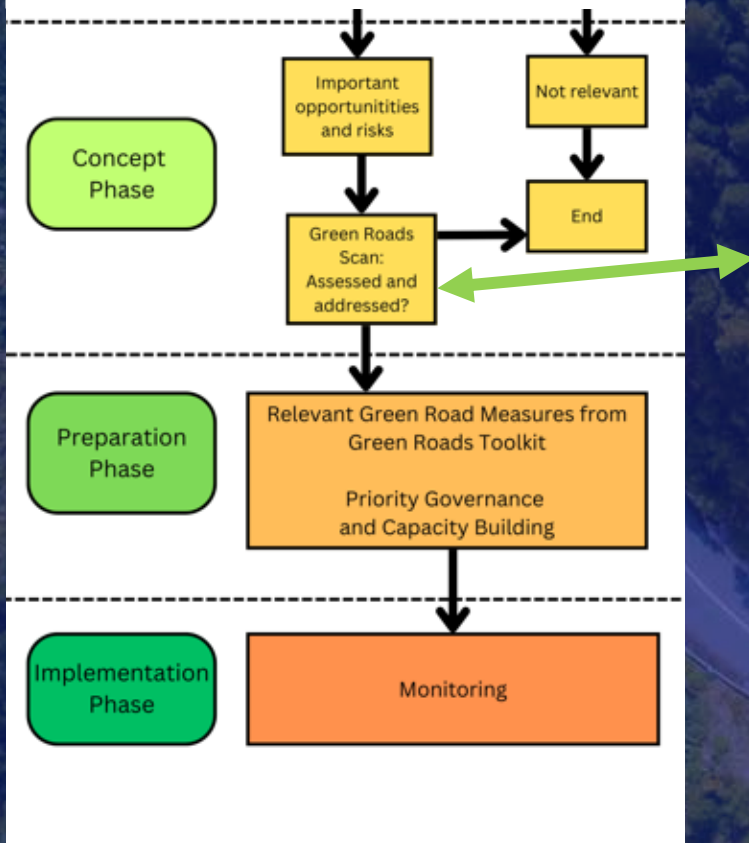 Important
opportunitities
and risks
Not relevant
Concept
Phase
End
Green Roads
Scan:
Assessed and
addressed?
Preparation
Phase
Relevant Green Road Measures from
Green Roads Toolkit
Priority Governance
and Capacity Building
Implementation
Phase
Monitoring